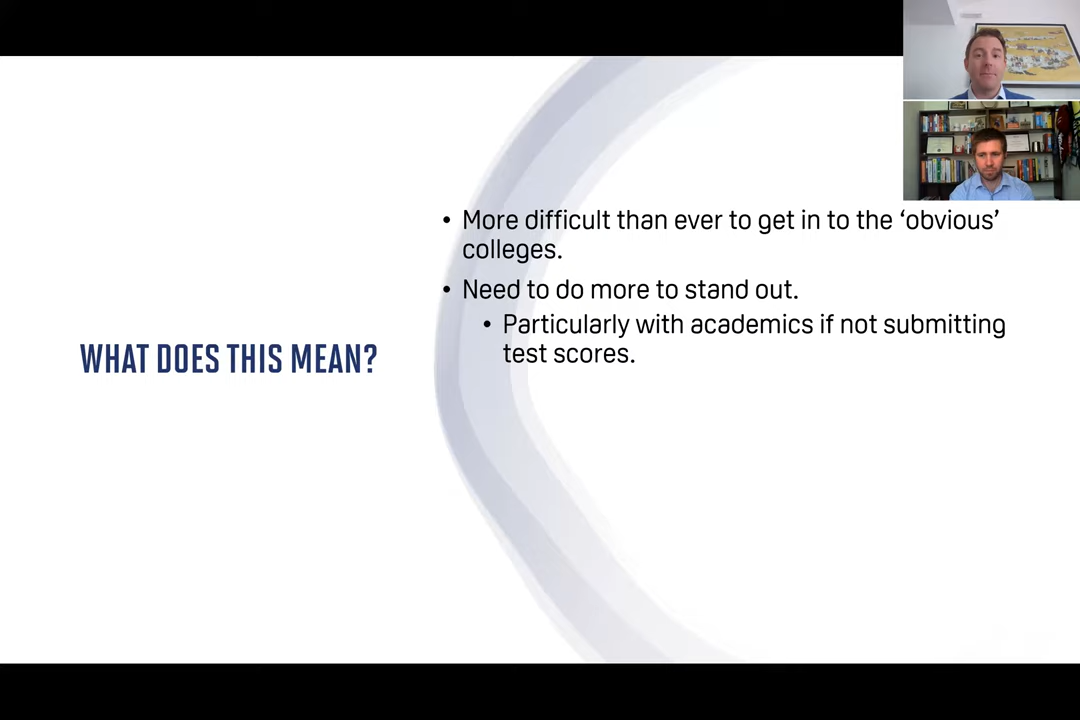 WHAT DOES THIS MEAN?
• More difficult than ever to get in to the ‘obvious’
colleges.
• Need to do more to stand out.
• Particularly with academics if not submitting
test scores.